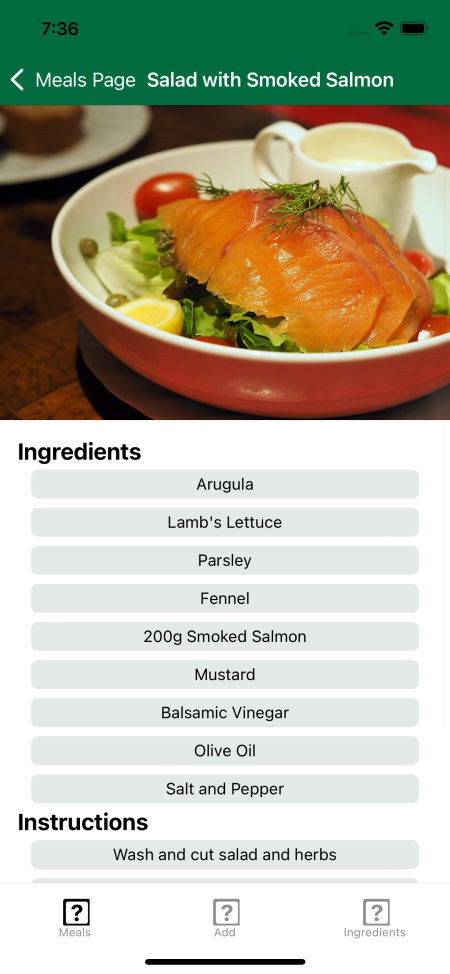 7:36
Meals Page Salad with Smoked Salmon
Ingredients
Arugula
Lamb's Lettuce
Parsley
Fennel
200g Smoked Salmon
Mustard
Balsamic Vinegar
Olive Oil
Salt and Pepper
Instructions
Wash and cut salad and herbs
? ? ?
Meals Add Ingredients